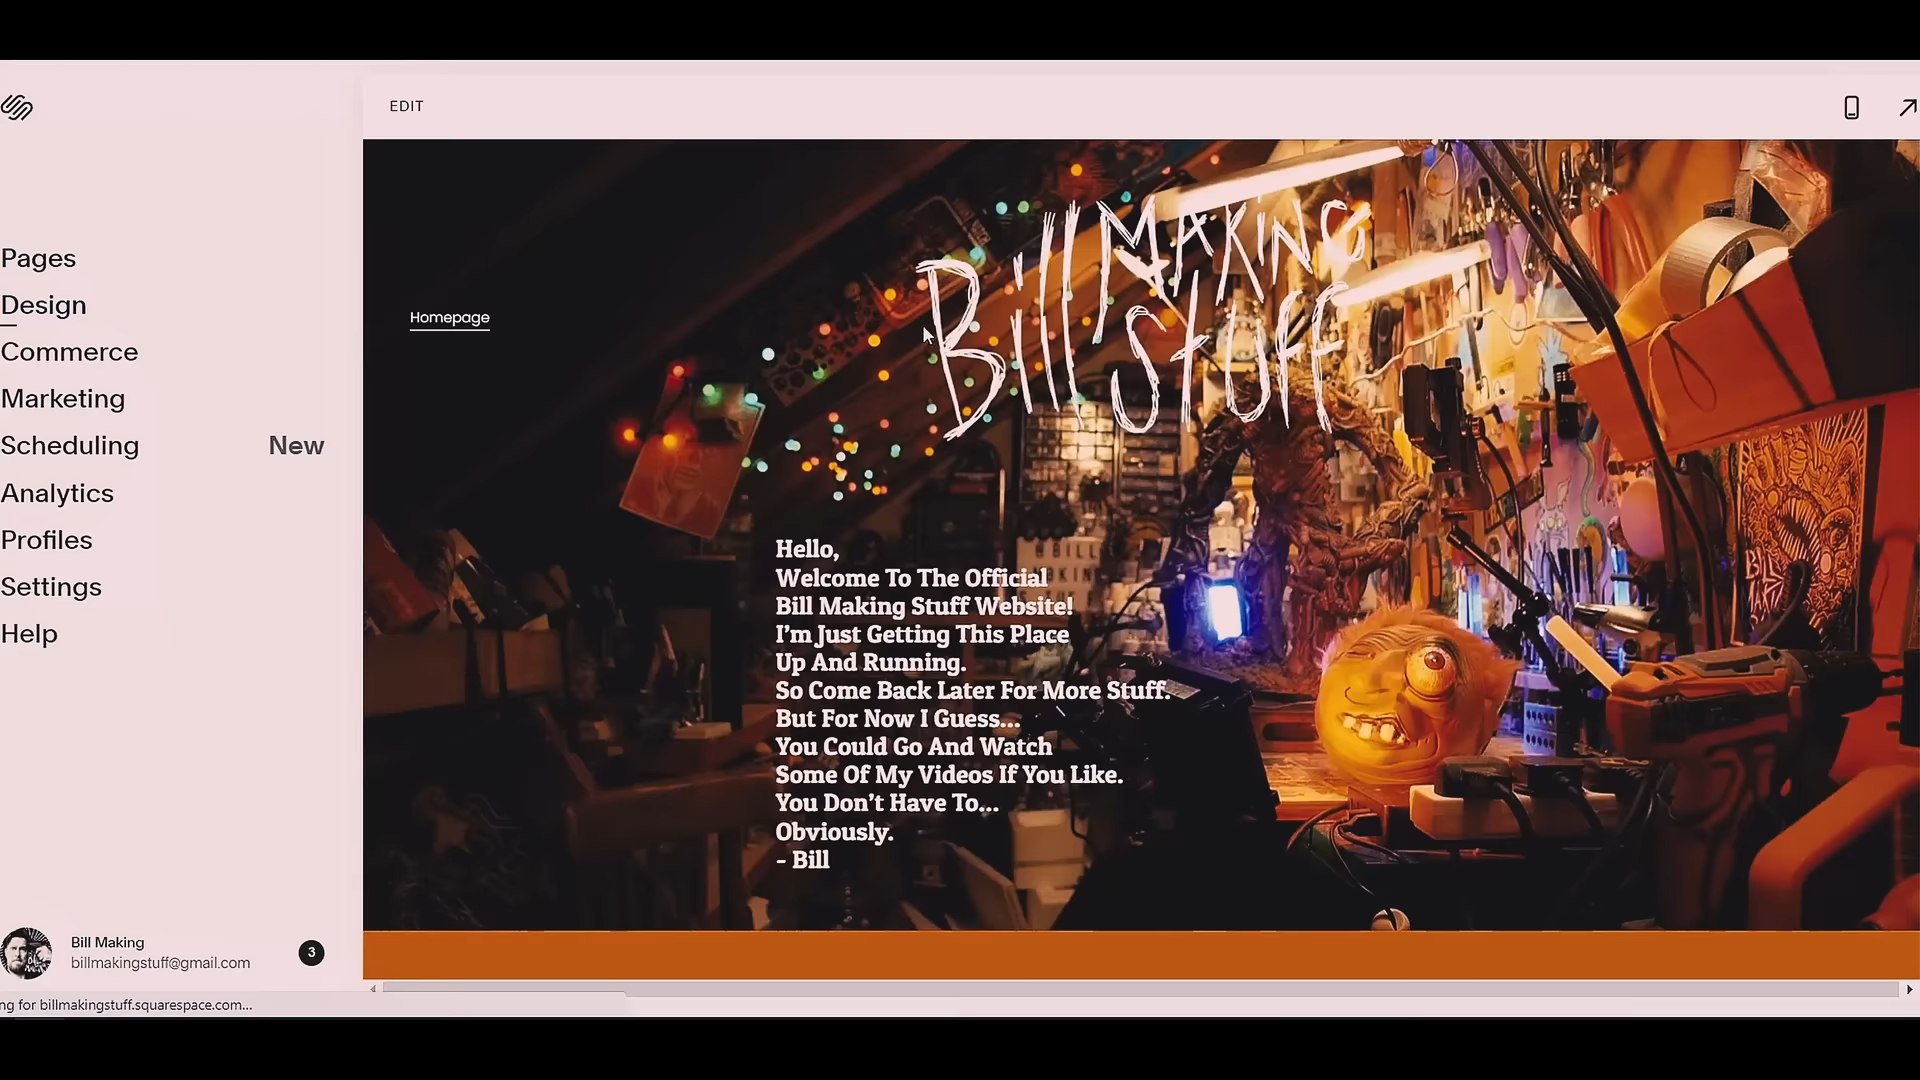 EDIT
Pages
Design
Commerce
Marketing
Scheduling New
Analytics
Profiles
Settings
Help
Homepage
Bill MAKING
STUFF
Hello,
Welcome To The Official
Bill Making Stuff Website!
I'm Just Getting This Place
Up And Running.
So Come Back Later For More Stuff.
But For Now I Guess...
You Could Go And Watch
Some Of My Videos If You Like.
You Don't Have To...
Obviously.
- Bill
Bill Making
billmakingstuff@gmail.com
3
ng for billmakingstuff.squarespace.com...